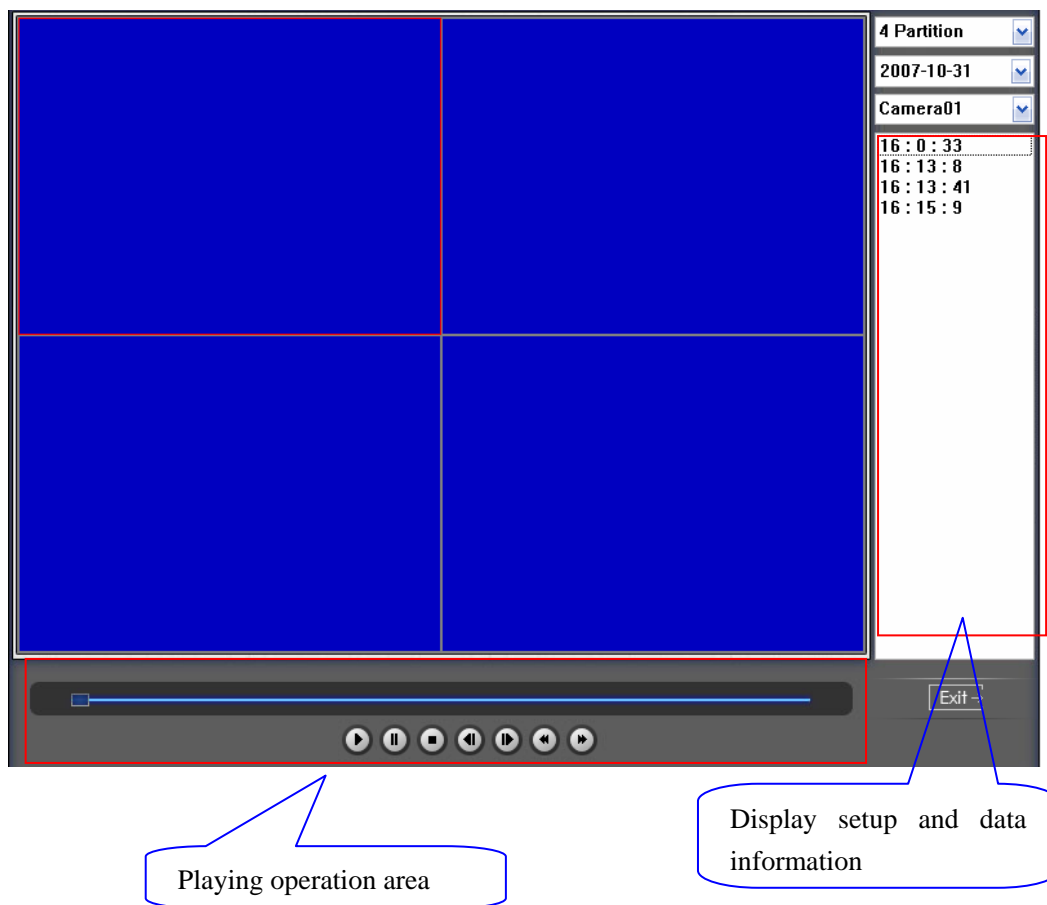 4 Partition
2007-10-31
Camera01
16 : 0 : 33
16 : 13 : 8
16 : 13 : 41
16 : 15 : 9
Exit
Display setup and data
information
Playing operation area